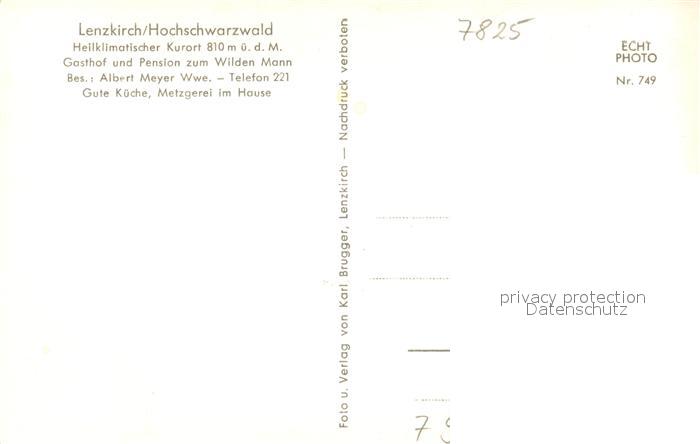 Lenzkirch/Hochschwarzwald
Heilklimatischer Kurort 810 m ü. d. M.
Gasthof und Pension zum Wilden Mann
Bes.: Albert Meyer Wwe. – Telefon 221
Gute Küche, Metzgerei im Hause
Foto u. Verlag von Karl Brugger, Lenzkirch — Nachdruck verboten
7825
ECHT
PHOTO
Nr. 749
privacy protection
Datenschutz
7